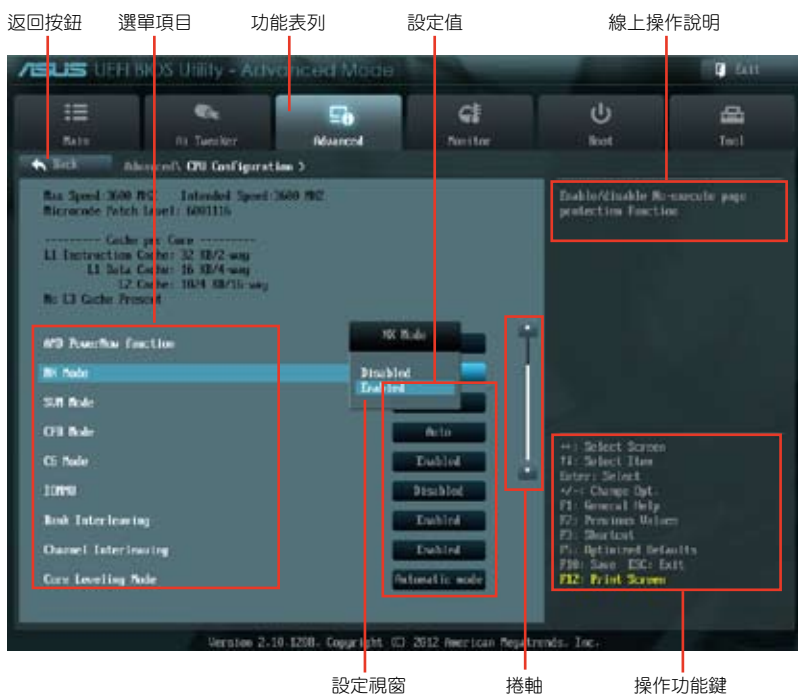 返回按鈕 選單項目 功能表列 設定值 線上操作說明
ASUS UEFI BIOS Utility - Advanced Mode
Exit
Main Ai Tweaker Advanced Monitor Boot Tool
Back Advanced\ CPU Configuration >
Max Speed:3600 MHZ Intended Speed:3600 MHZ
Microcode Patch Level: 6001116
--------- Cache per Core ---------
L1 Instruction Cache: 32 KB/2-way
L1 Data Cache: 16 KB/4-way
L2 Cache: 1024 KB/16-way
No L3 Cache Present
Enable/disable No-execute page
protection Function
AMD PowerNow function
NX Mode
NX Mode
Disabled
Enabled
SVM Mode
CPB Mode Auto
C6 Mode Enabled
IOMMU Disabled
Bank Interleaving Enabled
Channel Interleaving Enabled
Core Leveling Mode Automatic mode
→←: Select Screen
↑↓: Select Item
Enter: Select
+/-: Change Opt.
F1: General Help
F2: Previous Values
F3: Shortcut
F5: Optimized Defaults
F10: Save ESC: Exit
F12: Print Screen
Version 2.10.1208. Copyright (C) 2012 American Megatrends, Inc.
設定視窗 捲軸 操作功能鍵